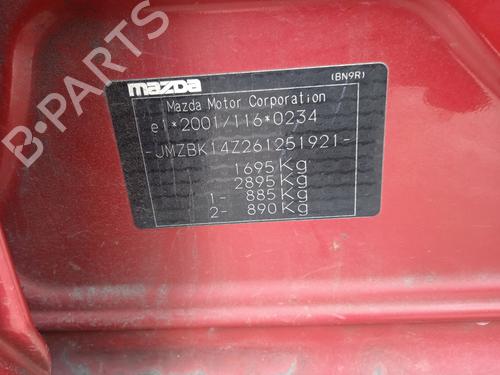 mazda
(BN9R)
Mazda Motor Corporation
e1*2001/116*0234
-JMZBK14Z261251921-
1695 Kg
2895 Kg
1- 885 Kg
2- 890 Kg
B-PARTS